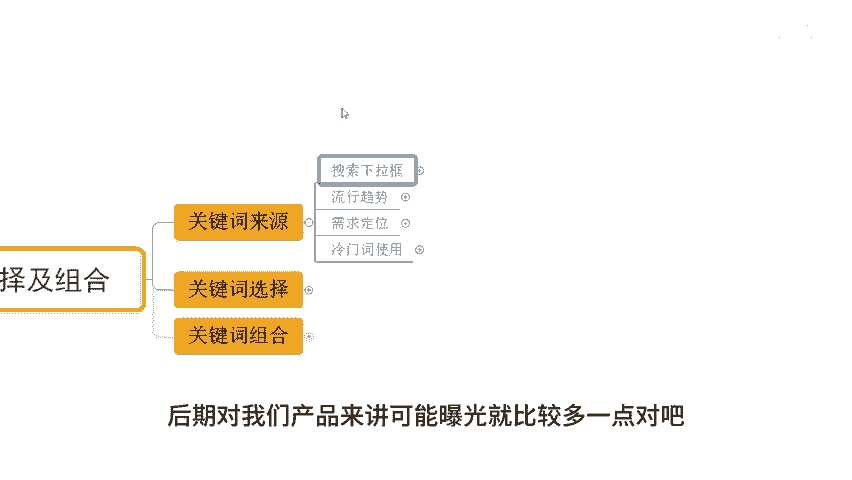 搜索下拉框
流行趋势
关键词来源
需求定位
冷门词使用
择及组合
关键词选择
关键词组合
后期对我们产品来讲可能曝光就比较多一点对吧